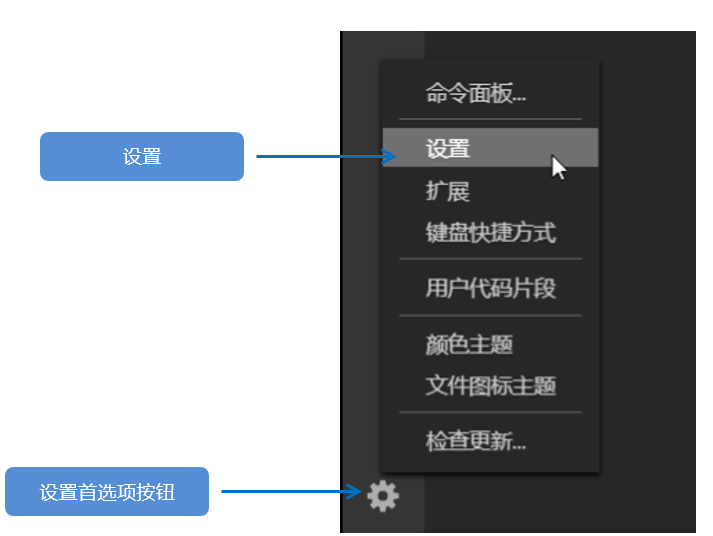 命令面板...
设置
设置
扩展
键盘快捷方式
用户代码片段
颜色主题
文件图标主题
检查更新...
设置首选项按钮